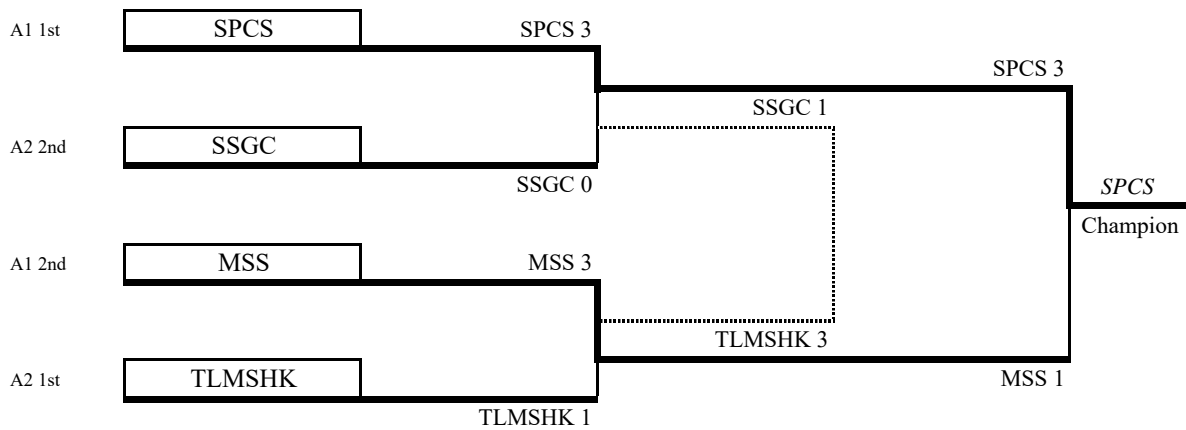 A1 1st SPCS SPCS 3
SPCS 3
SSGC 1
A2 2nd SSGC
SSGC 0
SPCS
Champion
A1 2nd MSS MSS 3
TLMSHK 3
A2 1st TLMSHK MSS 1
TLMSHK 1